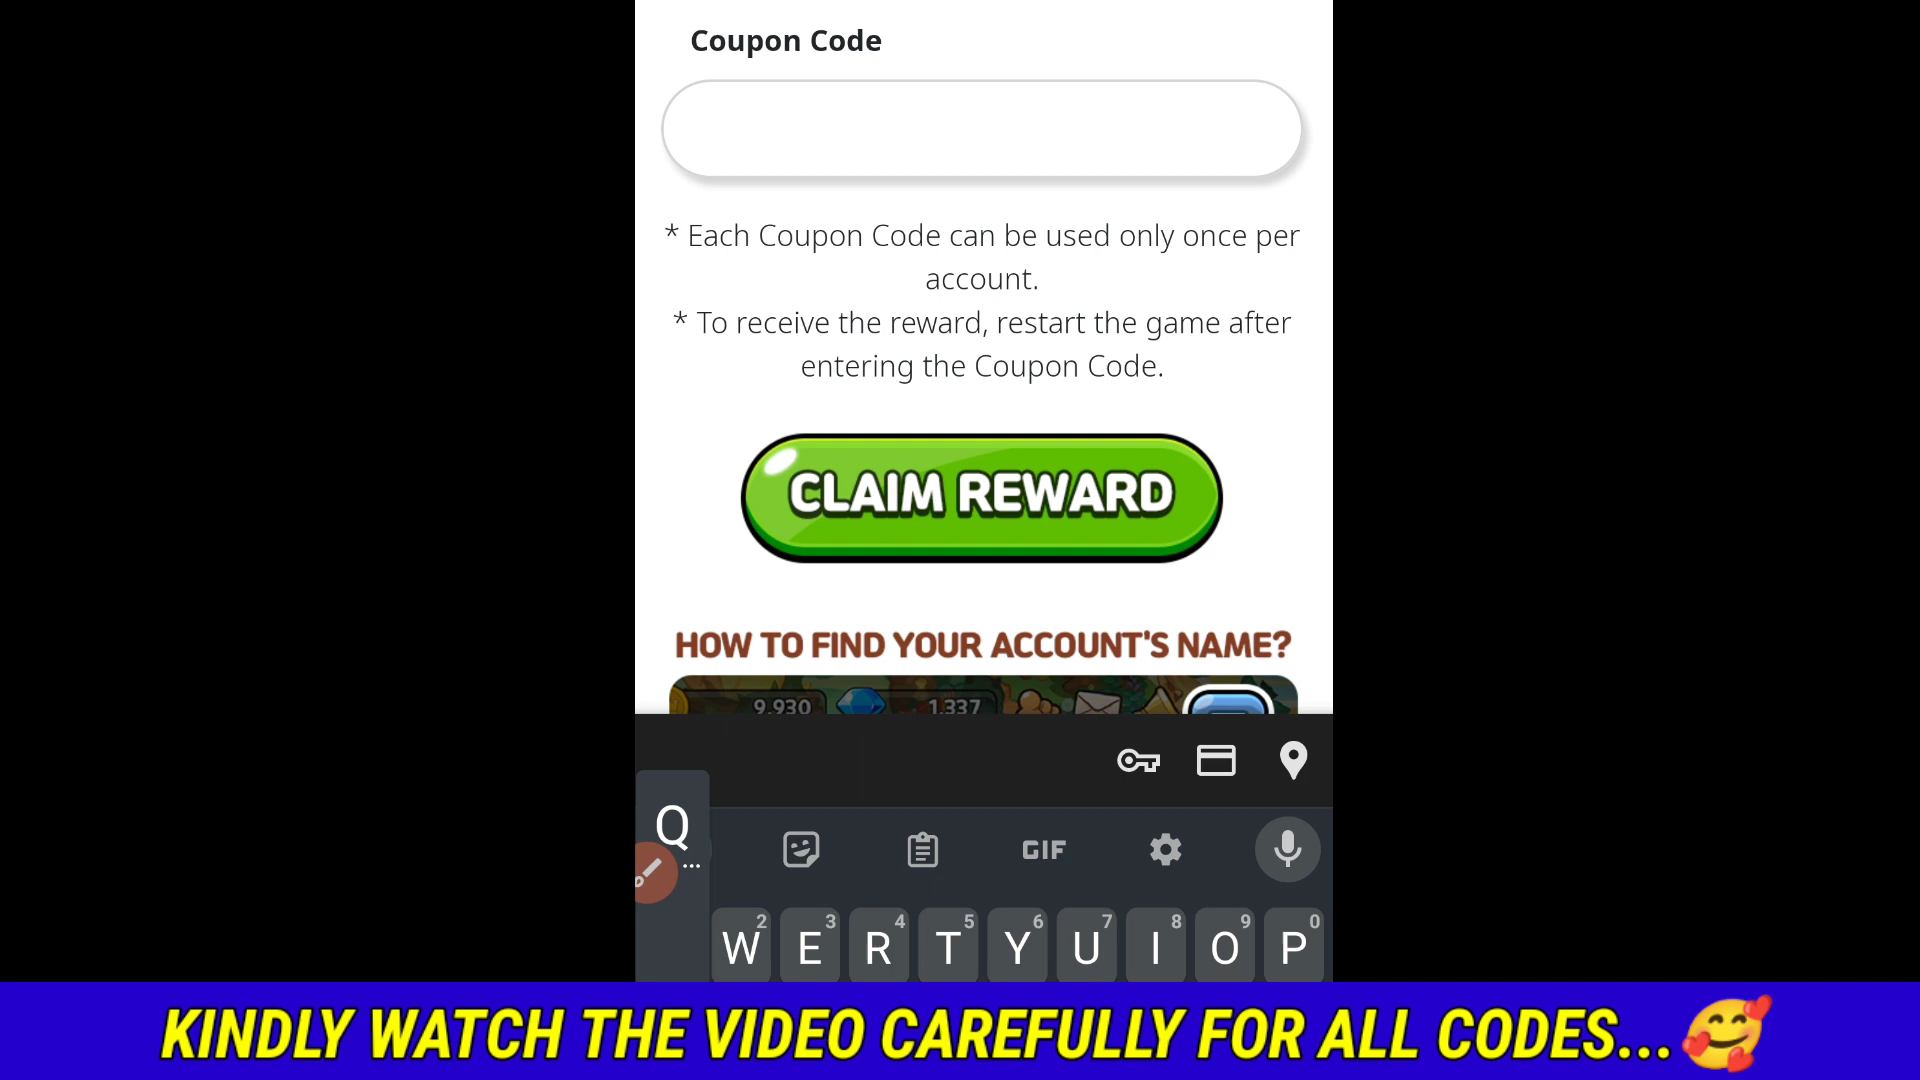 Coupon Code
* Each Coupon Code can be used only once per
account.
* To receive the reward, restart the game after
entering the Coupon Code.
CLAIM REWARD
HOW TO FIND YOUR ACCOUNT'S NAME?
9,930 1,337
Q
...
GIF
2 3 4 5 6 7 8 9 0
W E R T Y U I O P
KINDLY WATCH THE VIDEO CAREFULLY FOR ALL CODES...